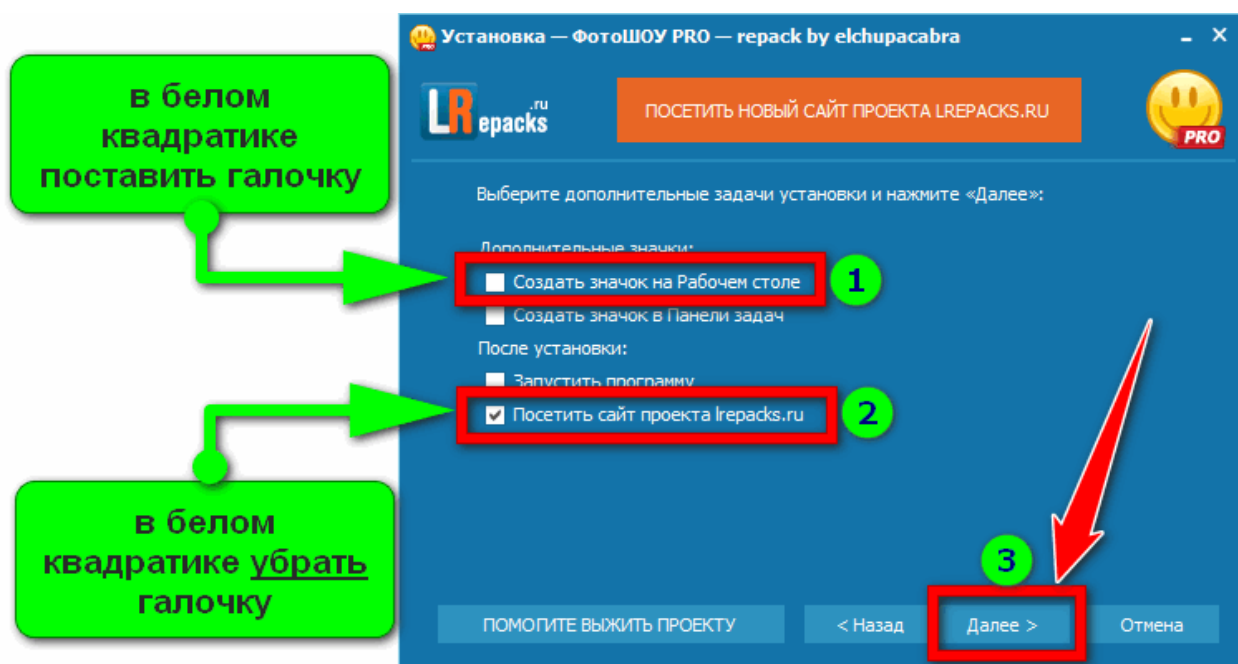 Установка — ФотоШОУ PRO — repack by elchupacabra
в белом
квадратике
поставить галочку
LRepacks.ru
ПОСЕТИТЬ НОВЫЙ САЙТ ПРОЕКТА LREPACKS.RU
PRO
Выберите дополнительные задачи установки и нажмите «Далее»:
Дополнительные значки:
Создать значок на Рабочем столе
1
Создать значок в Панели задач
После установки:
Запустить программу
Посетить сайт проекта lrepacks.ru
2
в белом
квадратике убрать
галочку
3
ПОМОГИТЕ ВЫЖИТЬ ПРОЕКТУ
< Назад
Далее >
Отмена